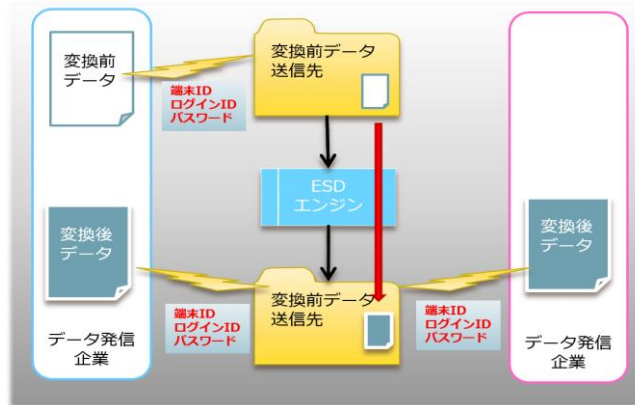 変換前
データ
変換前データ
送信先
端末ID
ログインID
パスワード
ESD
エンジン
変換後
データ
変換後
データ
変換前データ
送信先
端末ID
ログインID
パスワード
端末ID
ログインID
パスワード
データ発信
企業
データ発信
企業